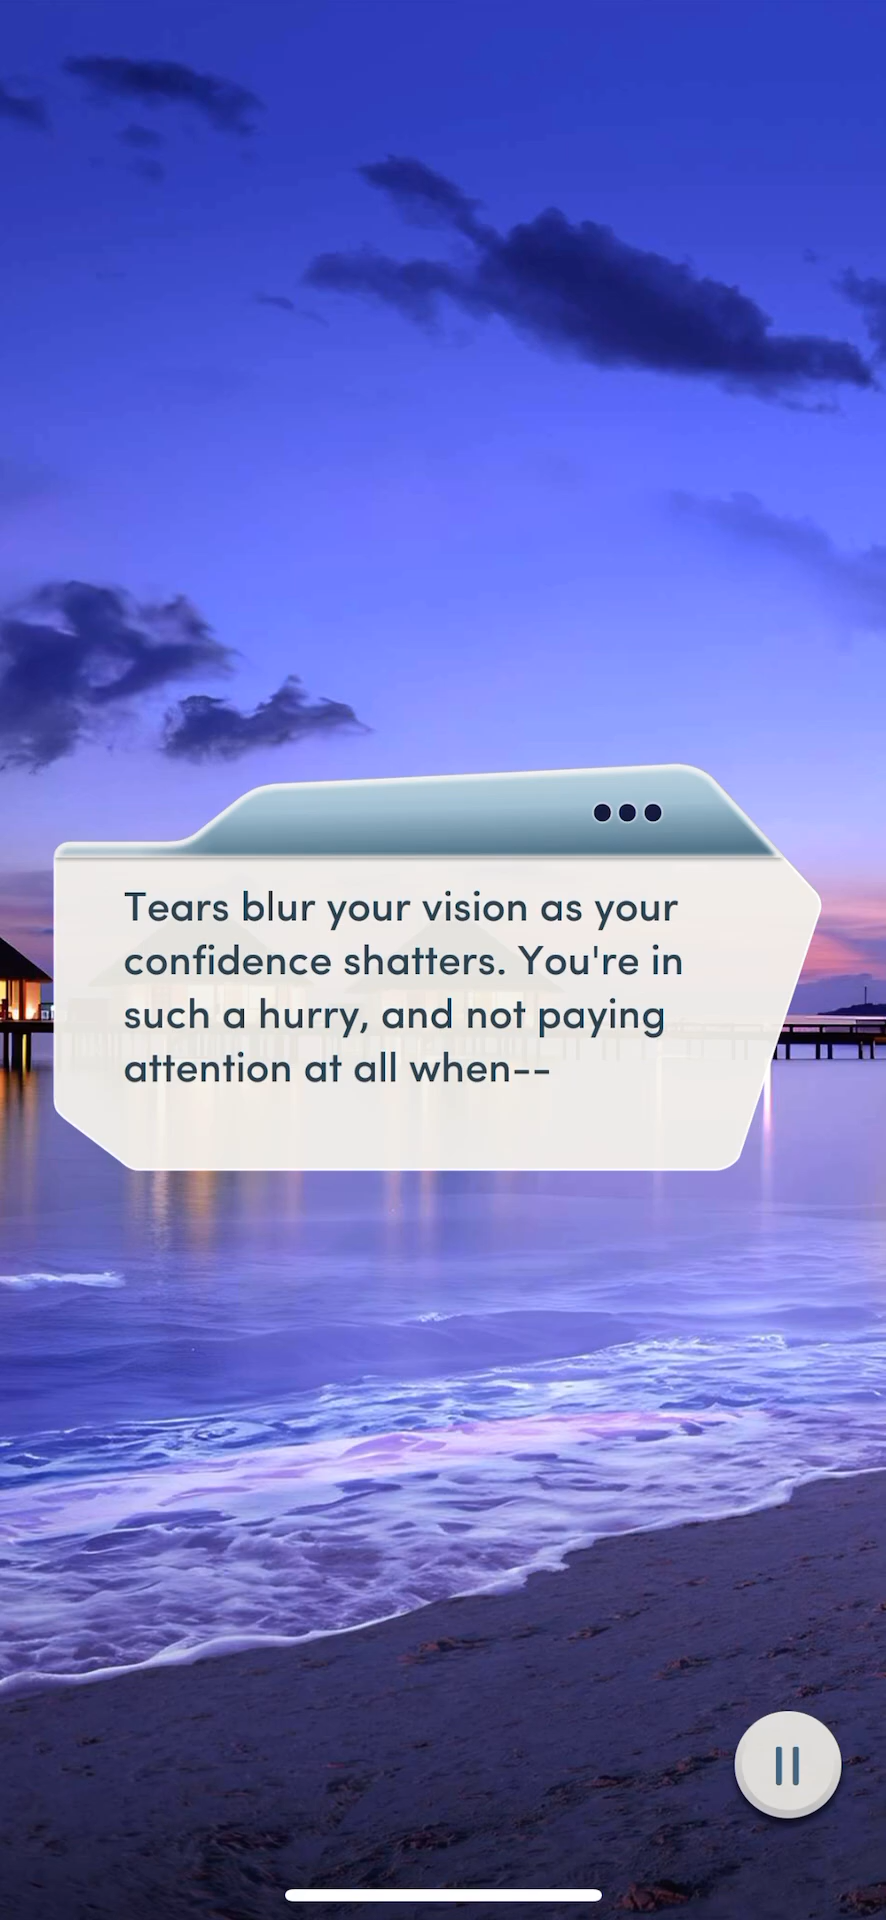 Tears blur your vision as your
confidence shatters. You're in
such a hurry, and not paying
attention at all when--